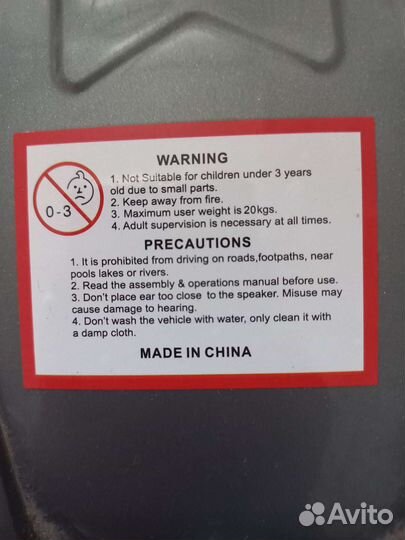 WARNING
1. Not Suitable for children under 3 years
old due to small parts.
2. Keep away from fire.
3. Maximum user weight is 20kgs.
4. Adult supervision is necessary at all times.
0-3
PRECAUTIONS
1. It is prohibited from driving on roads,footpaths, near
pools lakes or rivers.
2. Read the assembly & operations manual before use.
3. Don't place ear too close to the speaker. Misuse may
cause damage to hearing.
4. Don't wash the vehicle with water, only clean it with
a damp cloth.
MADE IN CHINA
Avito